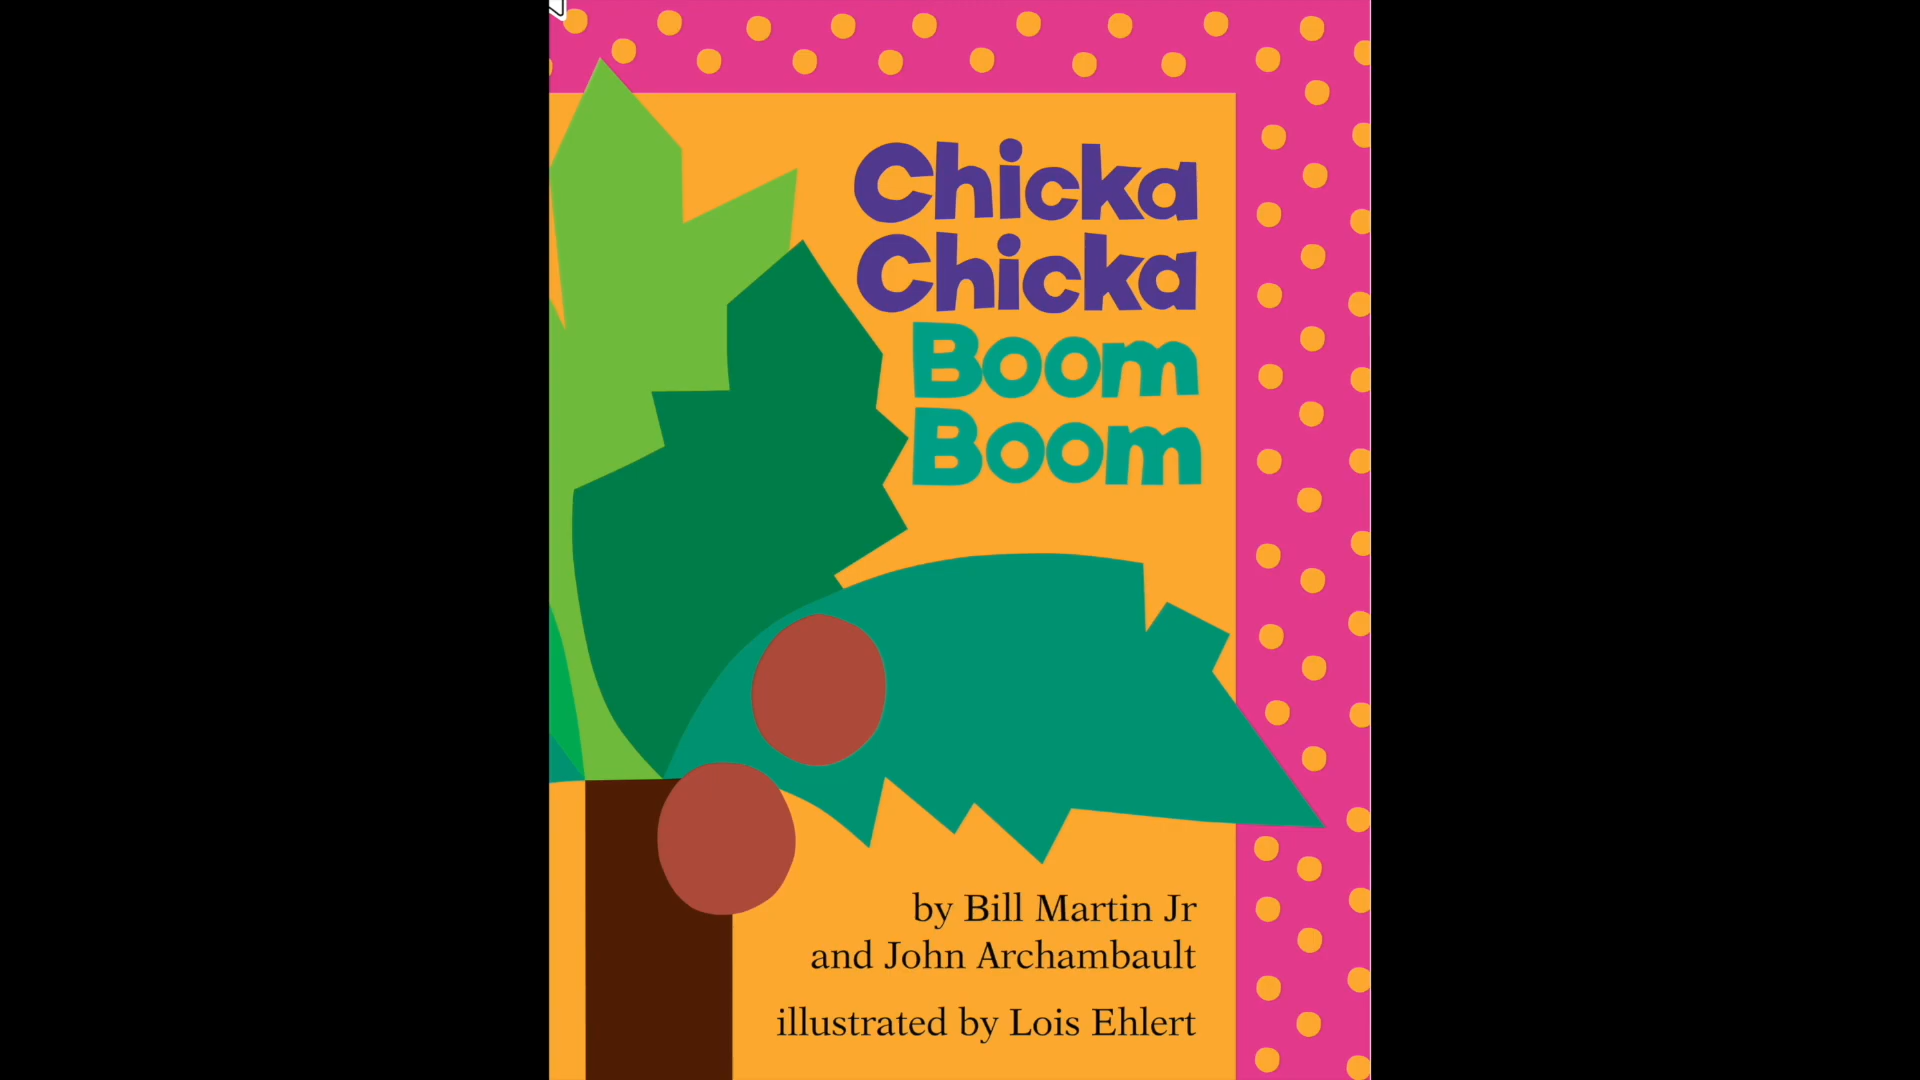 Chicka
Chicka
Boom
Boom
by Bill Martin Jr
and John Archambault
illustrated by Lois Ehlert